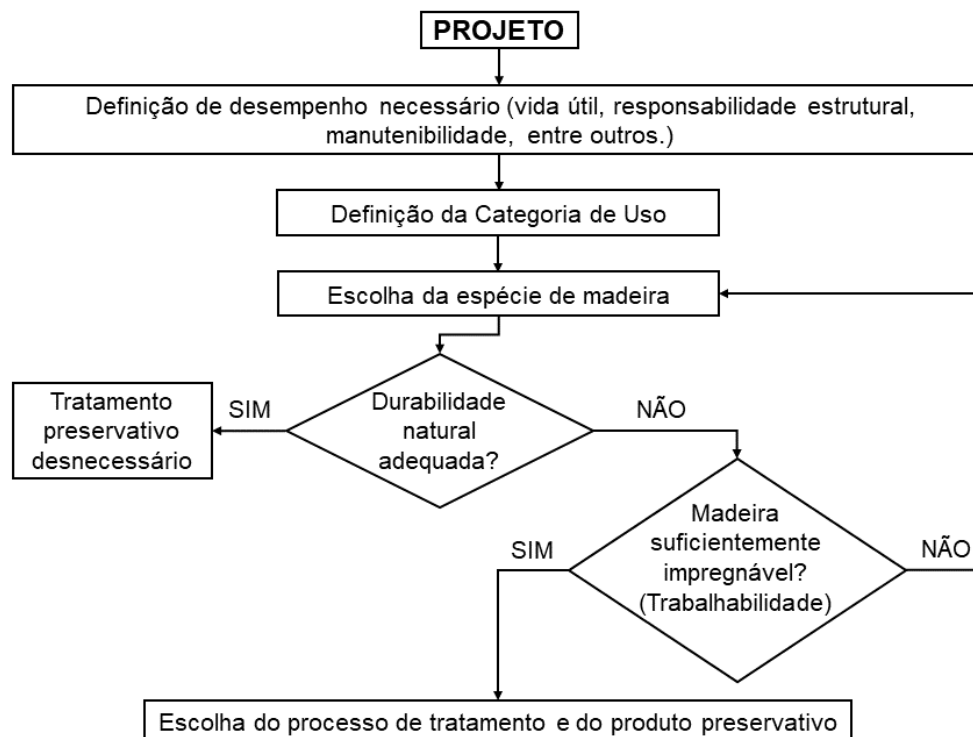 PROJETO
Definição de desempenho necessário (vida útil, responsabilidade estrutural,
manutenibilidade, entre outros.)
Definição da Categoria de Uso
Escolha da espécie de madeira
Durabilidade
natural
adequada?
SIM
NÃO
Tratamento
preservativo
desnecessário
Madeira
suficientemente
impregnável?
(Trabalhabilidade)
SIM
NÃO
Escolha do processo de tratamento e do produto preservativo